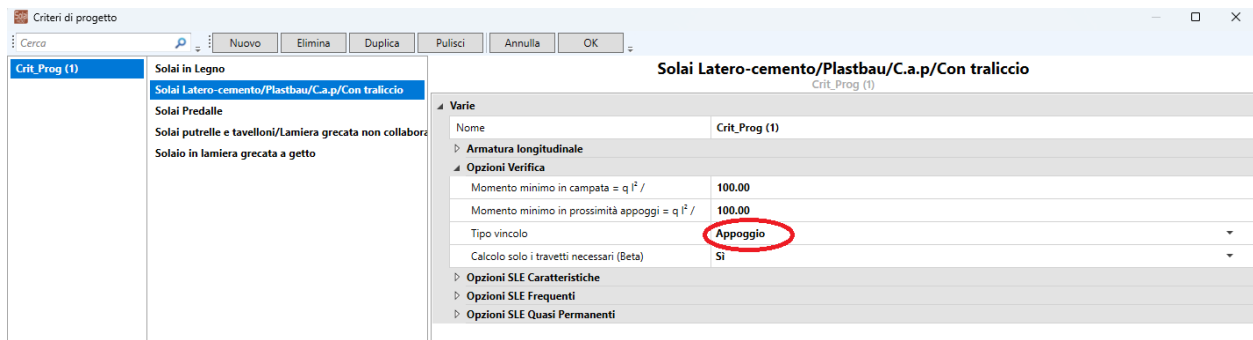 Criteri di progetto
Cerca Nuovo Elimina Duplica Pulisci Annulla OK
Crit_Prog (1)
Solai in Legno
Solai Latero-cemento/Plastbau/C.a.p/Con traliccio
Solai Predalle
Solai putrelle e tavelloni/Lamiera grecata non collabora
Solaio in lamiera grecata a getto
Solai Latero-cemento/Plastbau/C.a.p/Con traliccio
Crit_Prog (1)
Varie
Nome Crit_Prog (1)
Armatura longitudinale
Opzioni Verifica
Momento minimo in campata = q l² / 100.00
Momento minimo in prossimità appoggi = q l² / 100.00
Tipo vincolo Appoggio
Calcolo solo i travetti necessari (Beta) Sì
Opzioni SLE Caratteristiche
Opzioni SLE Frequenti
Opzioni SLE Quasi Permanenti